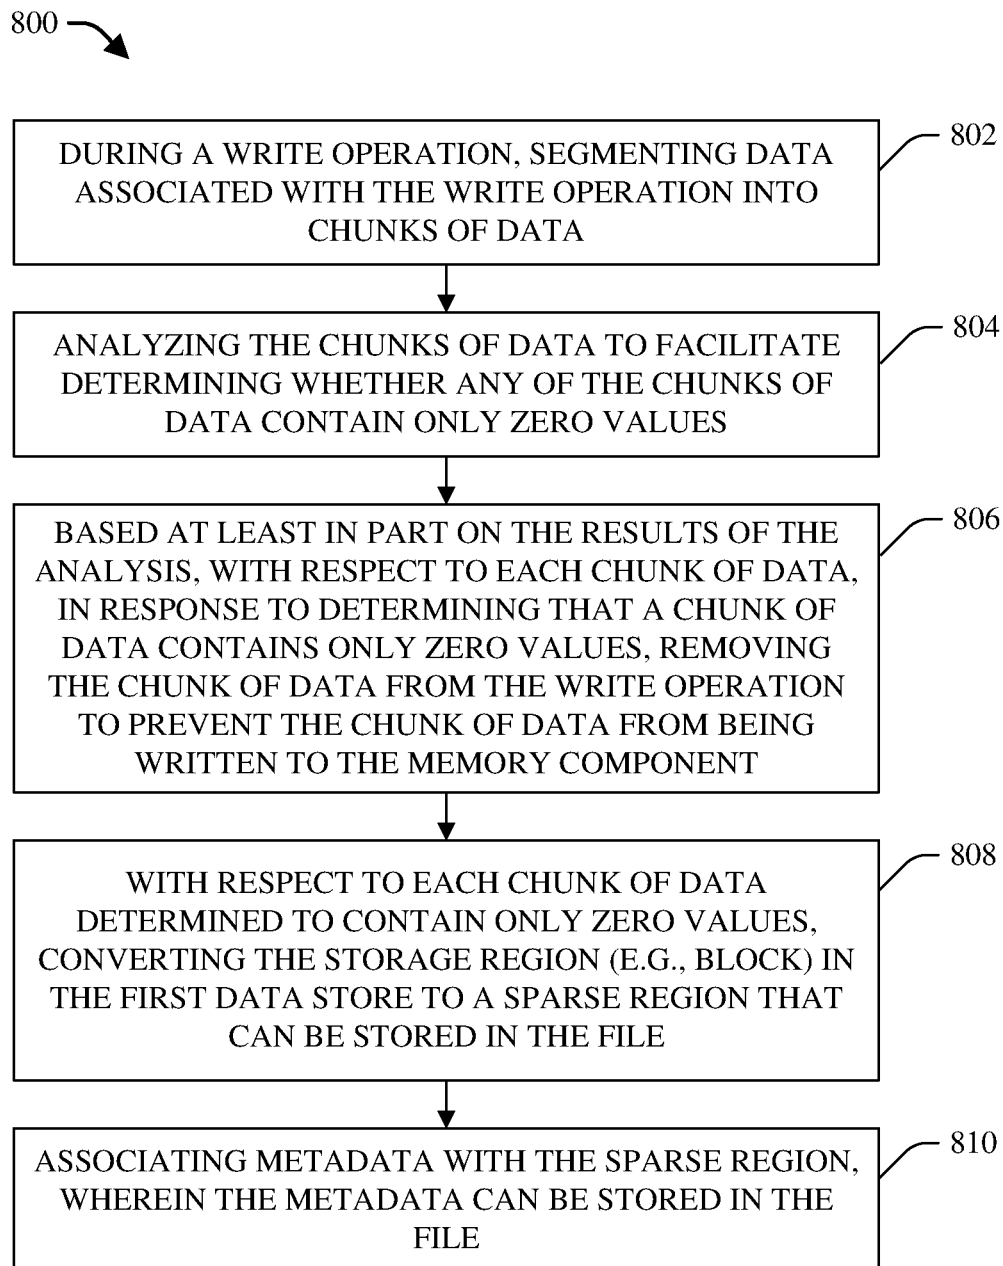 800
802
DURING A WRITE OPERATION, SEGMENTING DATA
ASSOCIATED WITH THE WRITE OPERATION INTO
CHUNKS OF DATA
804
ANALYZING THE CHUNKS OF DATA TO FACILITATE
DETERMINING WHETHER ANY OF THE CHUNKS OF
DATA CONTAIN ONLY ZERO VALUES
806
BASED AT LEAST IN PART ON THE RESULTS OF THE
ANALYSIS, WITH RESPECT TO EACH CHUNK OF DATA,
IN RESPONSE TO DETERMINING THAT A CHUNK OF
DATA CONTAINS ONLY ZERO VALUES, REMOVING
THE CHUNK OF DATA FROM THE WRITE OPERATION
TO PREVENT THE CHUNK OF DATA FROM BEING
WRITTEN TO THE MEMORY COMPONENT
808
WITH RESPECT TO EACH CHUNK OF DATA
DETERMINED TO CONTAIN ONLY ZERO VALUES,
CONVERTING THE STORAGE REGION (E.G., BLOCK) IN
THE FIRST DATA STORE TO A SPARSE REGION THAT
CAN BE STORED IN THE FILE
810
ASSOCIATING METADATA WITH THE SPARSE REGION,
WHEREIN THE METADATA CAN BE STORED IN THE
FILE